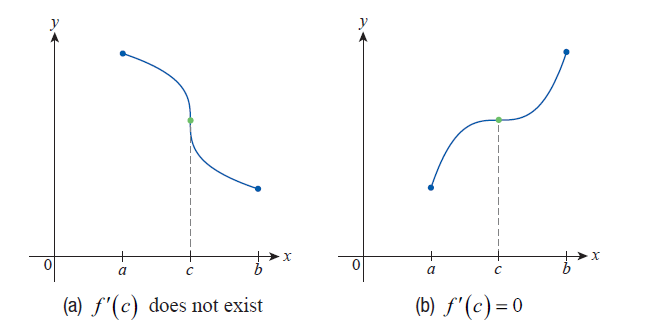 y
0 a c b x
(a) f'(c) does not exist
y
0 a c b x
(b) f'(c) = 0